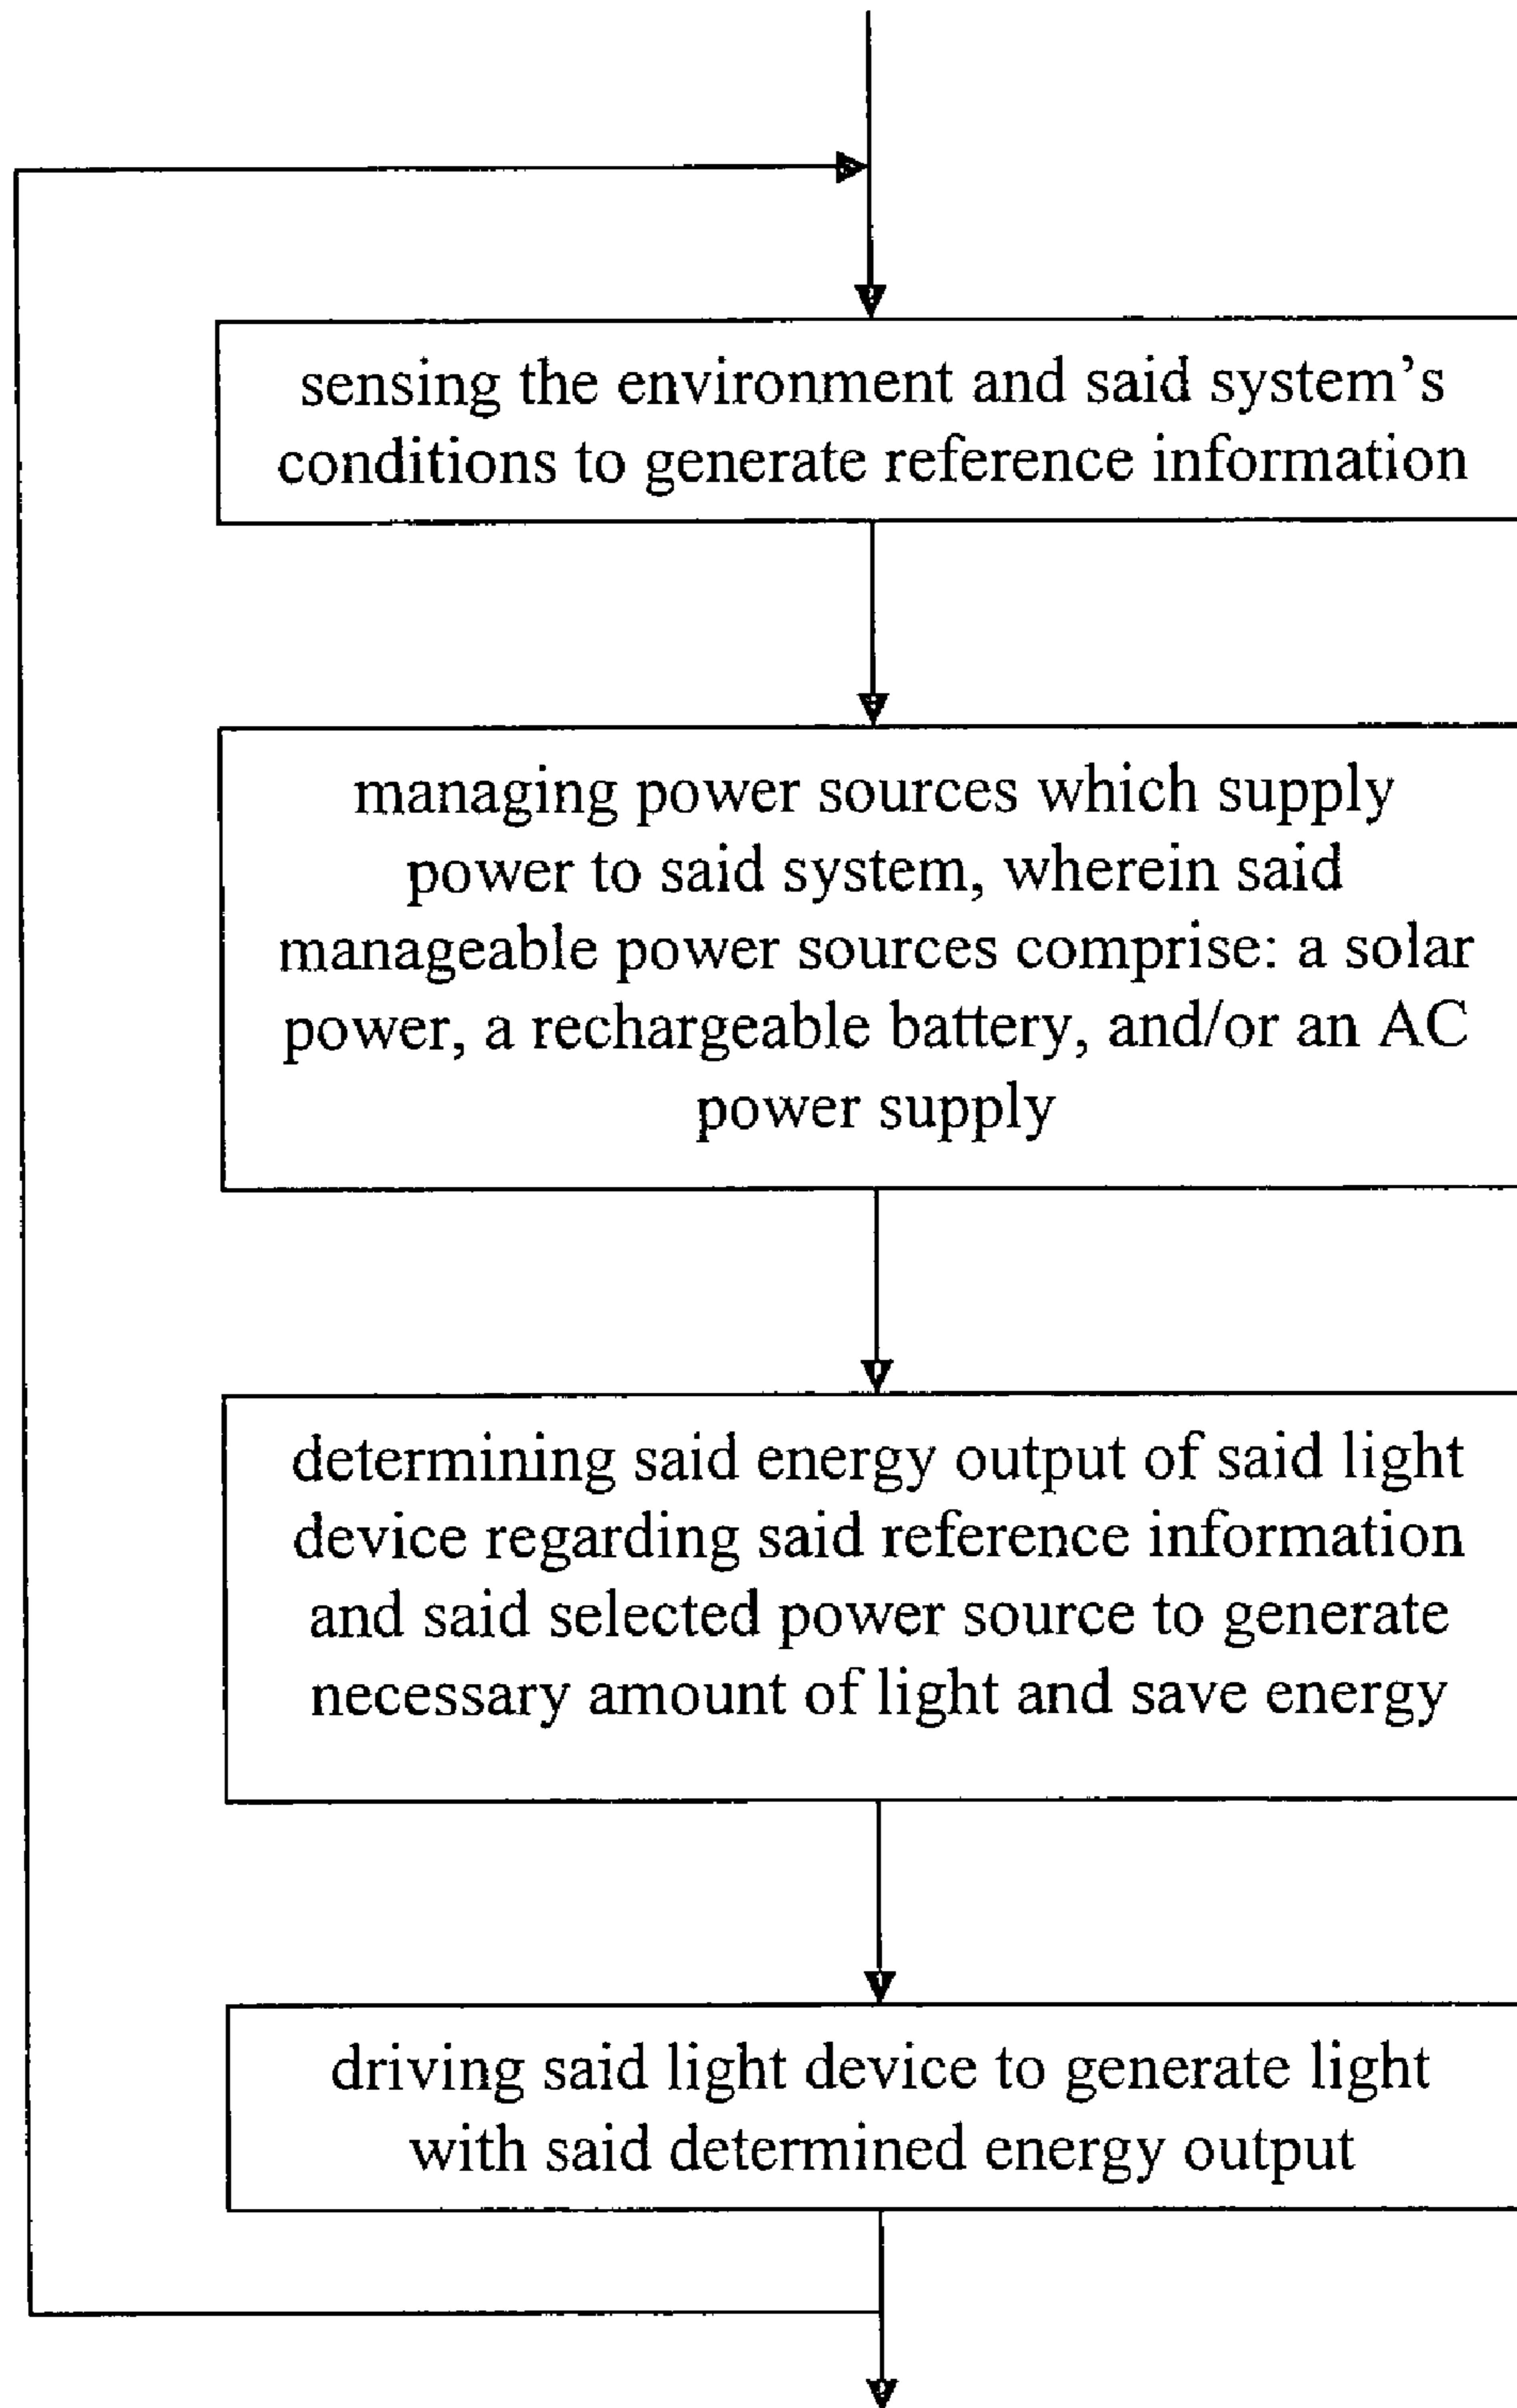 sensing the environment and said system’s
conditions to generate reference information
managing power sources which supply
power to said system, wherein said
manageable power sources comprise: a solar
power, a rechargeable battery, and/or an AC
power supply
determining said energy output of said light
device regarding said reference information
and said selected power source to generate
necessary amount of light and save energy
driving said light device to generate light
with said determined energy output